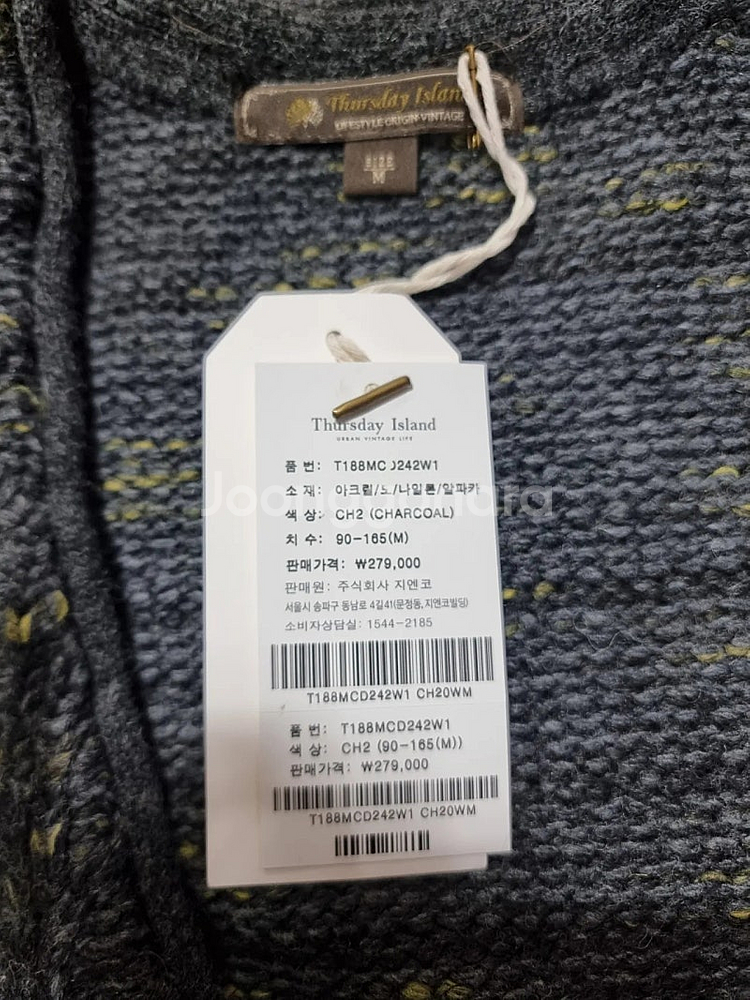 Thursday Island
LIFESTYLE ORIGIN VINTAGE
SIZE
M
Thursday Island
URBAN VINTAGE LIFE
품 번: T188MC J242W1
소 재: 아크릴/모/나일론/알파카
색 상: CH2 (CHARCOAL)
치 수: 90-165(M)
판매가격: ₩279,000
판매원: 주식회사 지엔코
서울시 송파구 동남로 4길41(문정동,지엔코빌딩)
소비자상담실: 1544-2185
T188MCD242W1 CH20WM
품 번: T188MCD242W1
색 상: CH2 (90-165(M))
판매가격: ₩279,000
T188MCD242W1 CH20WM
Joonggonara